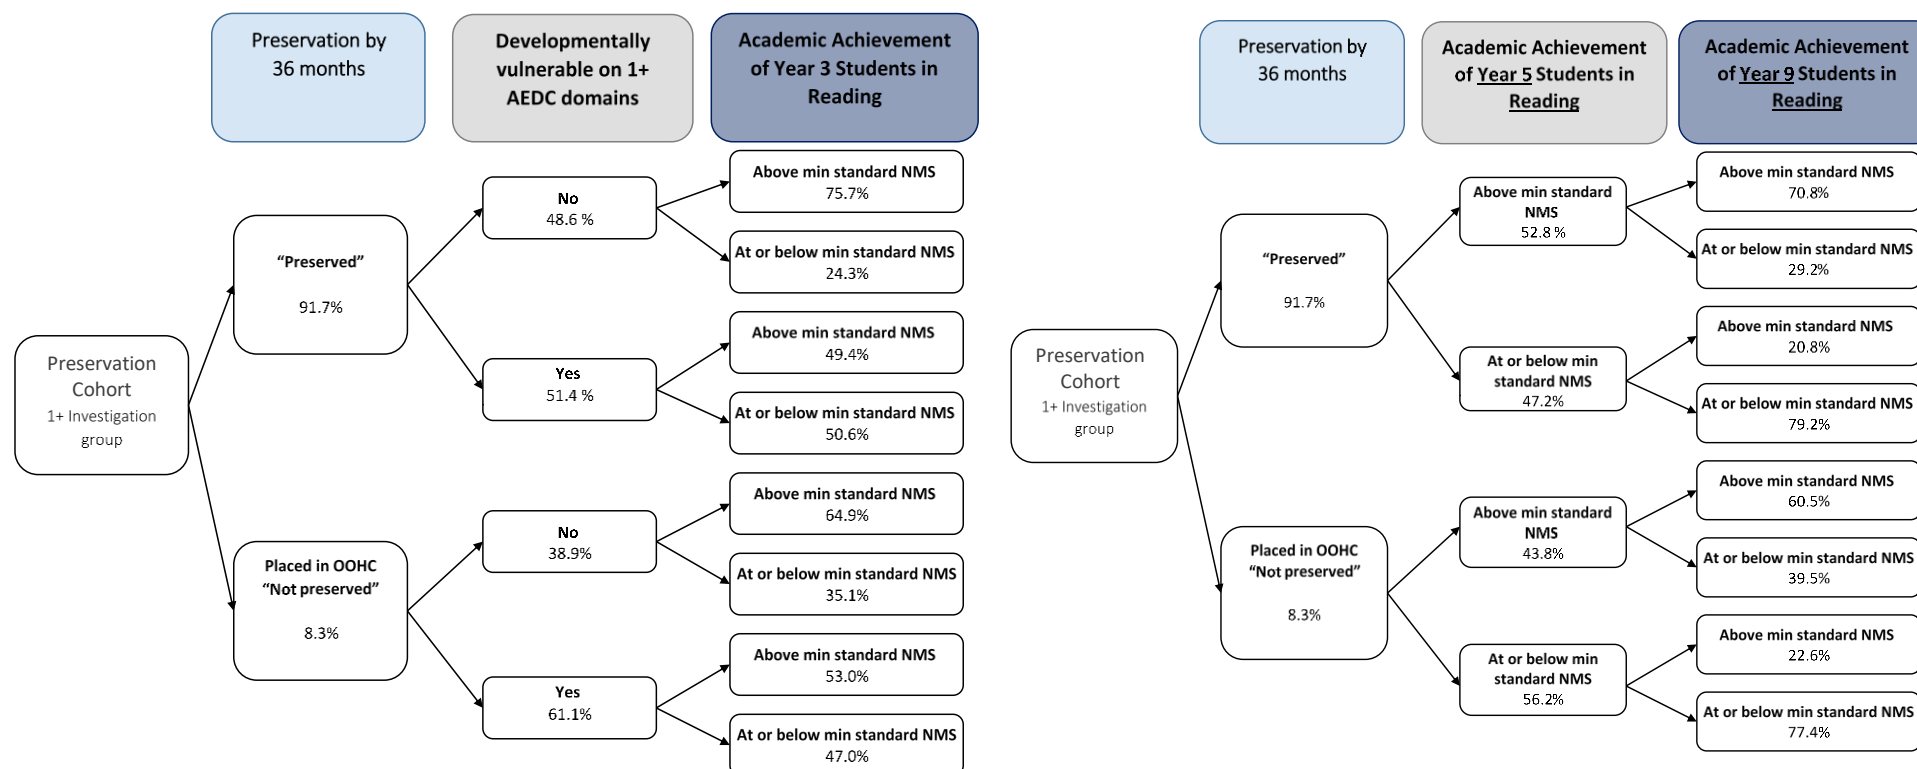 Preservation by
36 months
Developmentally
vulnerable on 1+
AEDC domains
Academic Achievement
of Year 3 Students in
Reading
Preservation Cohort
1+ Investigation
group
“Preserved”
91.7%
Placed in OOHC
“Not preserved”
8.3%
No
48.6 %
Yes
51.4 %
No
38.9%
Yes
61.1%
Above min standard NMS
75.7%
At or below min standard NMS
24.3%
Above min standard NMS
49.4%
At or below min standard NMS
50.6%
Above min standard NMS
64.9%
At or below min standard NMS
35.1%
Above min standard NMS
53.0%
At or below min standard NMS
47.0%
Preservation by
36 months
Academic Achievement
of Year 5 Students in
Reading
Academic Achievement
of Year 9 Students in
Reading
Preservation
Cohort
1+ Investigation
group
“Preserved”
91.7%
Placed in OOHC
“Not preserved”
8.3%
Above min standard
NMS
52.8 %
At or below min
standard NMS
47.2%
Above min standard
NMS
43.8%
At or below min
standard NMS
56.2%
Above min standard NMS
70.8%
At or below min standard NMS
29.2%
Above min standard NMS
20.8%
At or below min standard NMS
79.2%
Above min standard NMS
60.5%
At or below min standard NMS
39.5%
Above min standard NMS
22.6%
At or below min standard NMS
77.4%